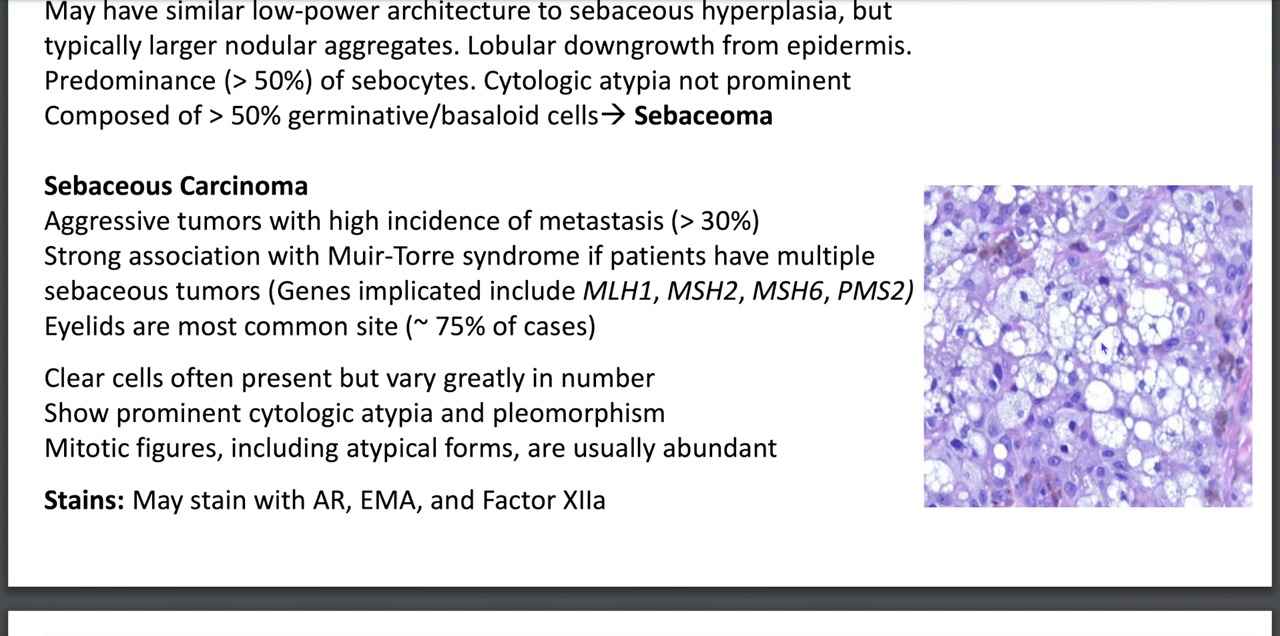 May have similar low-power architecture to sebaceous hyperplasia, but
typically larger nodular aggregates. Lobular downgrowth from epidermis.
Predominance (> 50%) of sebocytes. Cytologic atypia not prominent
Composed of > 50% germinative/basaloid cells→ Sebaceoma
Sebaceous Carcinoma
Aggressive tumors with high incidence of metastasis (> 30%)
Strong association with Muir-Torre syndrome if patients have multiple
sebaceous tumors (Genes implicated include MLH1, MSH2, MSH6, PMS2)
Eyelids are most common site (~ 75% of cases)
Clear cells often present but vary greatly in number
Show prominent cytologic atypia and pleomorphism
Mitotic figures, including atypical forms, are usually abundant
Stains: May stain with AR, EMA, and Factor XIIa